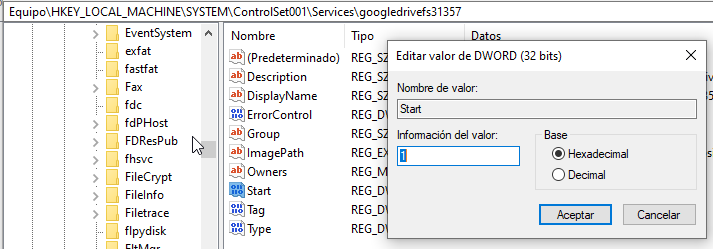 Equipo\HKEY_LOCAL_MACHINE\SYSTEM\ControlSet001\Services\googledrivefs31357
EventSystem
exfat
fastfat
Fax
fdc
fdPHost
FDResPub
fhsvc
FileCrypt
FileInfo
Filetrace
flpydisk
FltMgr
Nombre
Tipo
Datos
(Predeterminado)
REG_SZ
Description
REG_SZ
DisplayName
REG_SZ
ErrorControl
REG_DW
Group
REG_SZ
ImagePath
REG_EX
Owners
REG_M
Start
REG_DW
Tag
REG_DW
Type
REG_DW
Editar valor de DWORD (32 bits)
Nombre de valor:
Start
Información del valor:
1
Base
Hexadecimal
Decimal
Aceptar
Cancelar